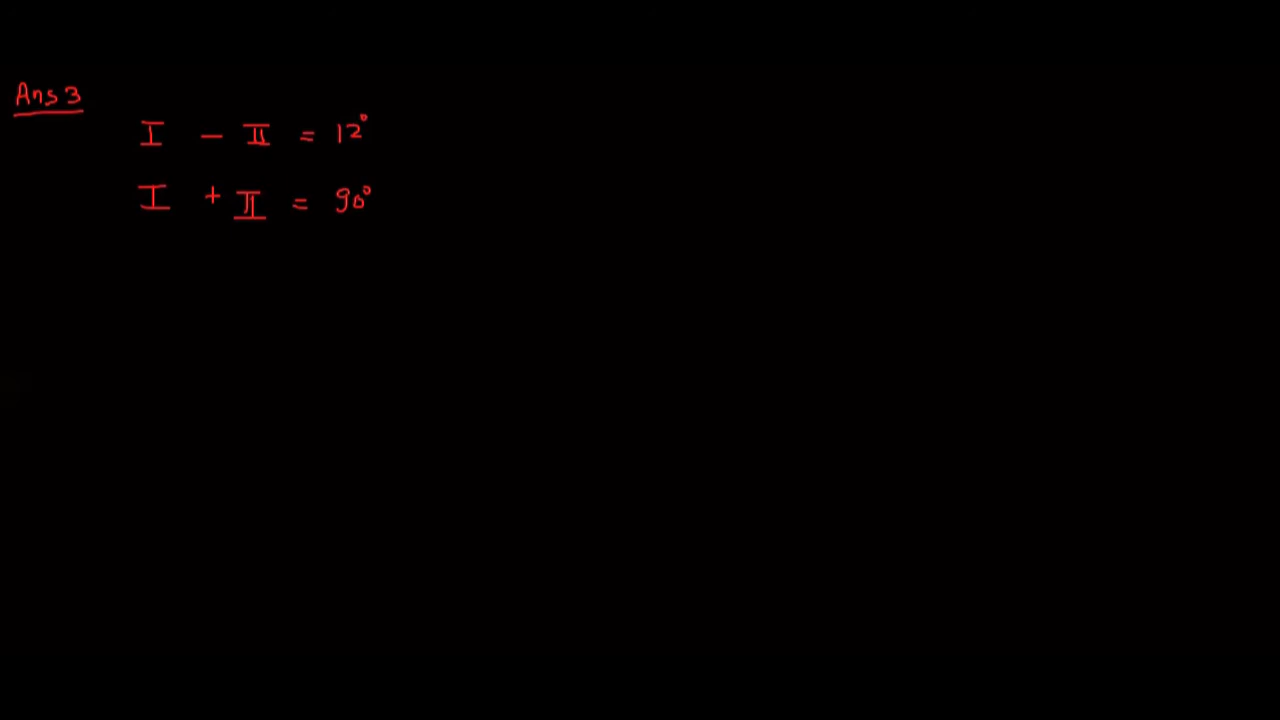 Ans 3
I - II = 12°
I + II = 90°